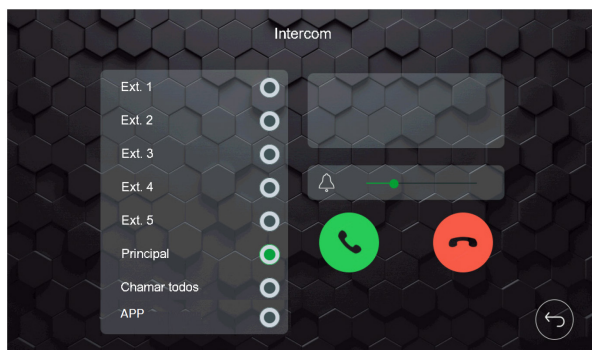 Intercom
Ext. 1
Ext. 2
Ext. 3
Ext. 4
Ext. 5
Principal
Chamar todos
APP